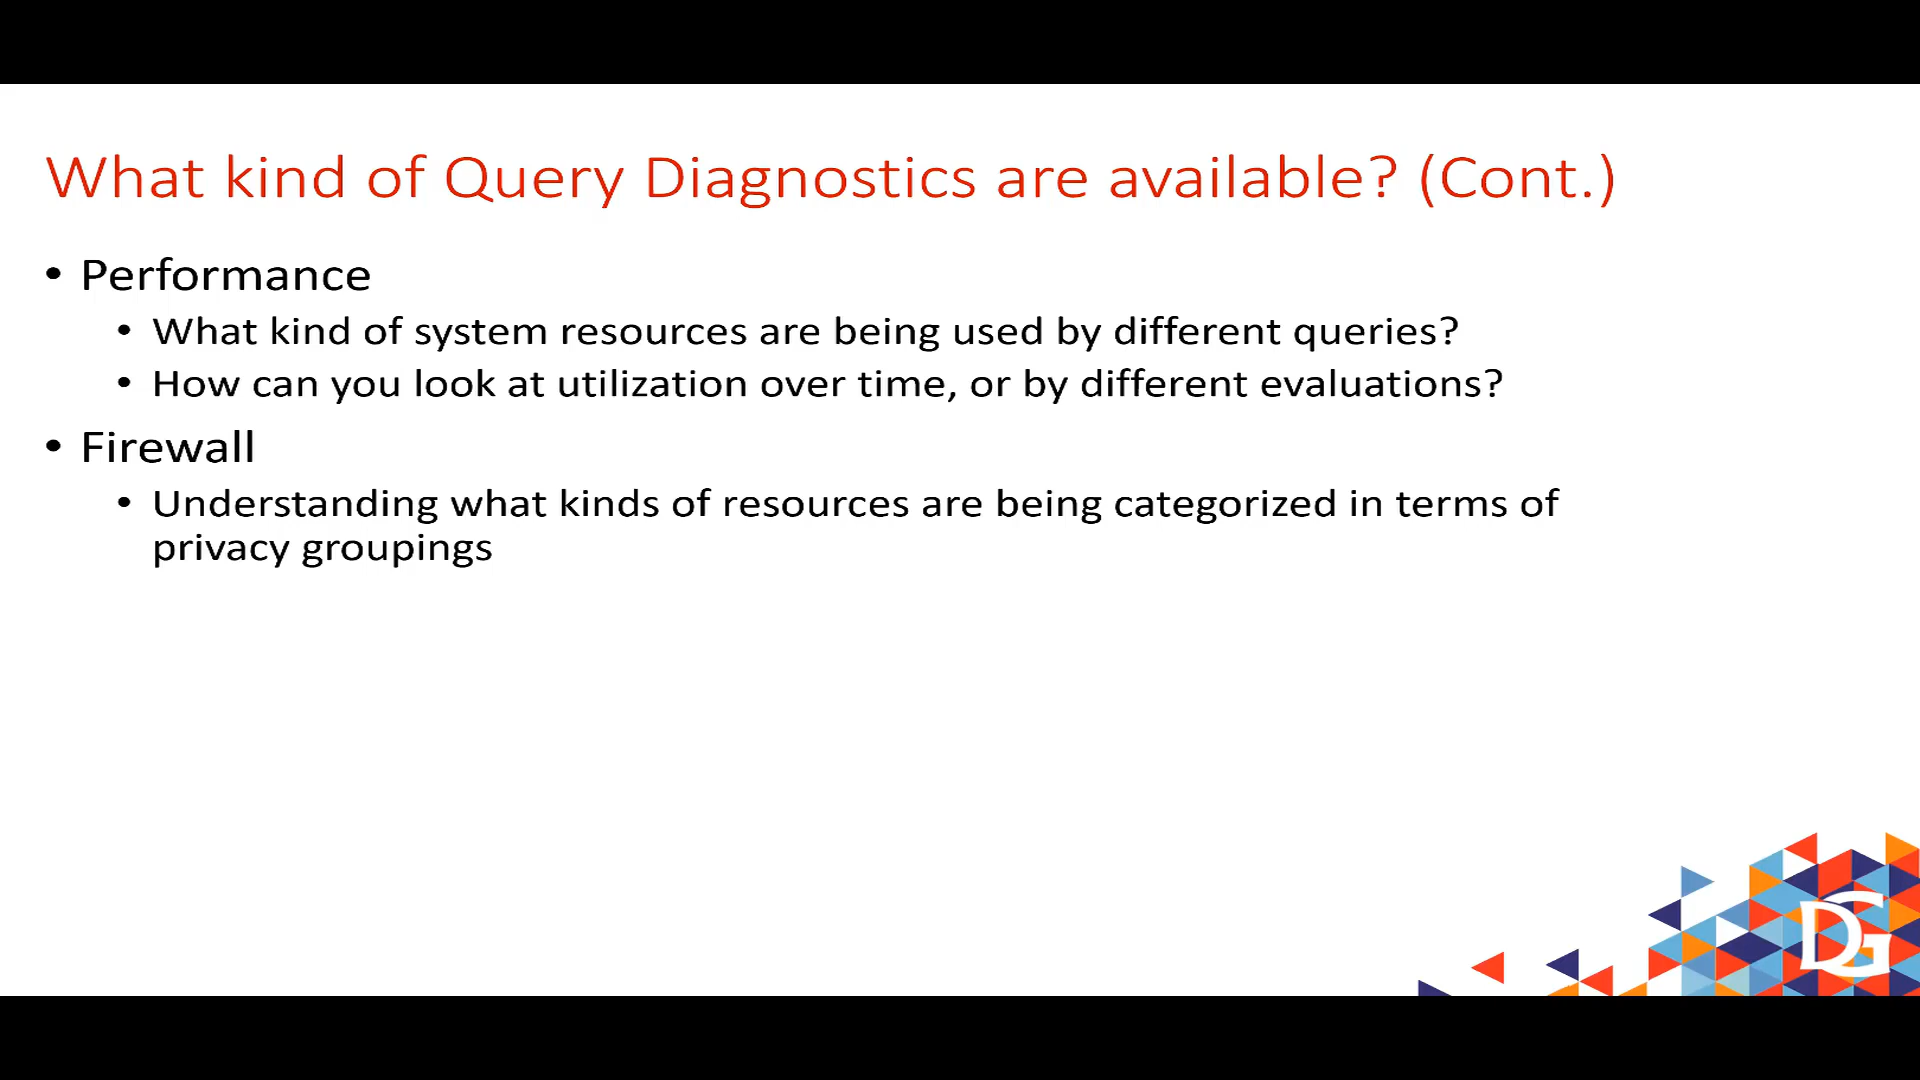 What kind of Query Diagnostics are available? (Cont.)
• Performance
• What kind of system resources are being used by different queries?
• How can you look at utilization over time, or by different evaluations?
• Firewall
• Understanding what kinds of resources are being categorized in terms of
privacy groupings
DG